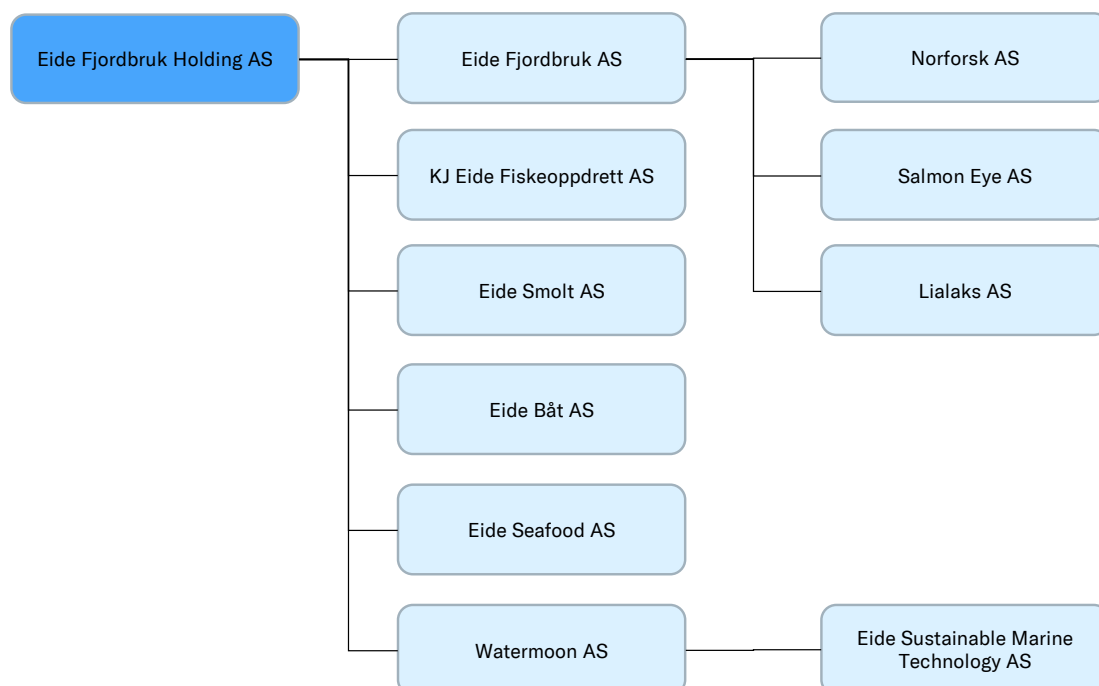 Eide Fjordbruk Holding AS
Eide Fjordbruk AS
Norforsk AS
KJ Eide Fiskeoppdrett AS
Salmon Eye AS
Eide Smolt AS
Lialaks AS
Eide Båt AS
Eide Seafood AS
Watermoon AS
Eide Sustainable Marine
Technology AS